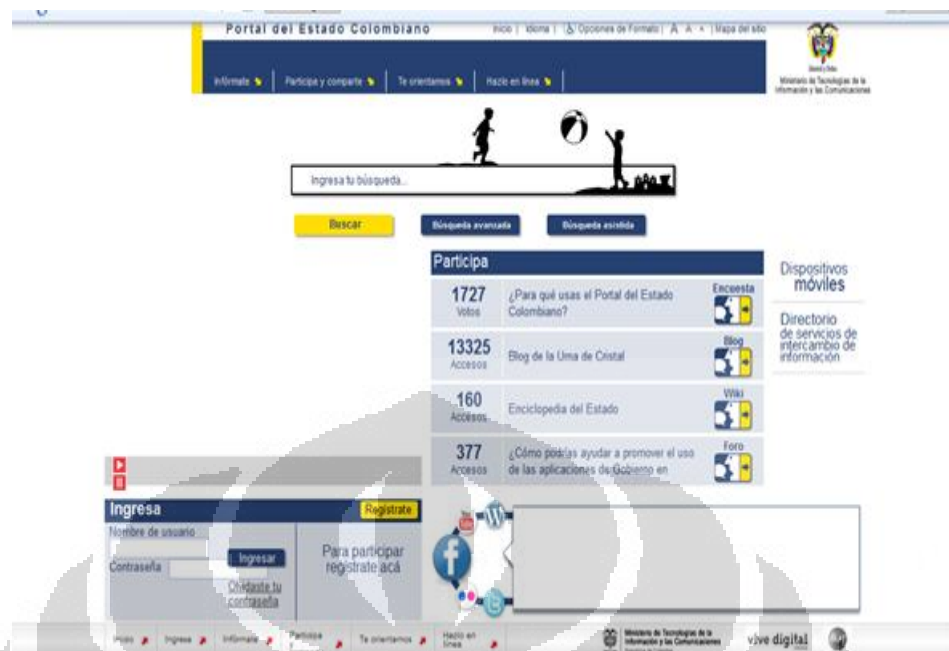 Portal del Estado Colombiano
Inicio | Idioma | Opciones de Formato | A A - A | Mapa del sitio
Infórmate
Participa y comparte
Te orientamos
Hazlo en línea
Ministerio de Tecnologías de la
Información y las Comunicaciones
Ingresa tu búsqueda...
Buscar
Búsqueda avanzada
Búsqueda asistida
Participa
1727
Votos
¿Para qué usas el Portal del Estado
Colombiano?
Encuesta
13325
Accesos
Blog de la Urna de Cristal
Blog
160
Accesos
Enciclopedia del Estado
Wiki
377
Accesos
¿Cómo podrías ayudar a promover el uso
de las aplicaciones de Gobierno en
Foro
Dispositivos
móviles
Directorio
de servicios de
intercambio de
información
Ingresa
Regístrate
Nombre de usuario
Contraseña
Ingresar
Olvidaste tu
contraseña
Para participar
regístrate acá
You
Tube
Inicio
Ingresa
Infórmate
Participa
y
Te orientamos
Hazlo en
línea
Ministerio de Tecnologías de la
Información y las Comunicaciones
vive digital